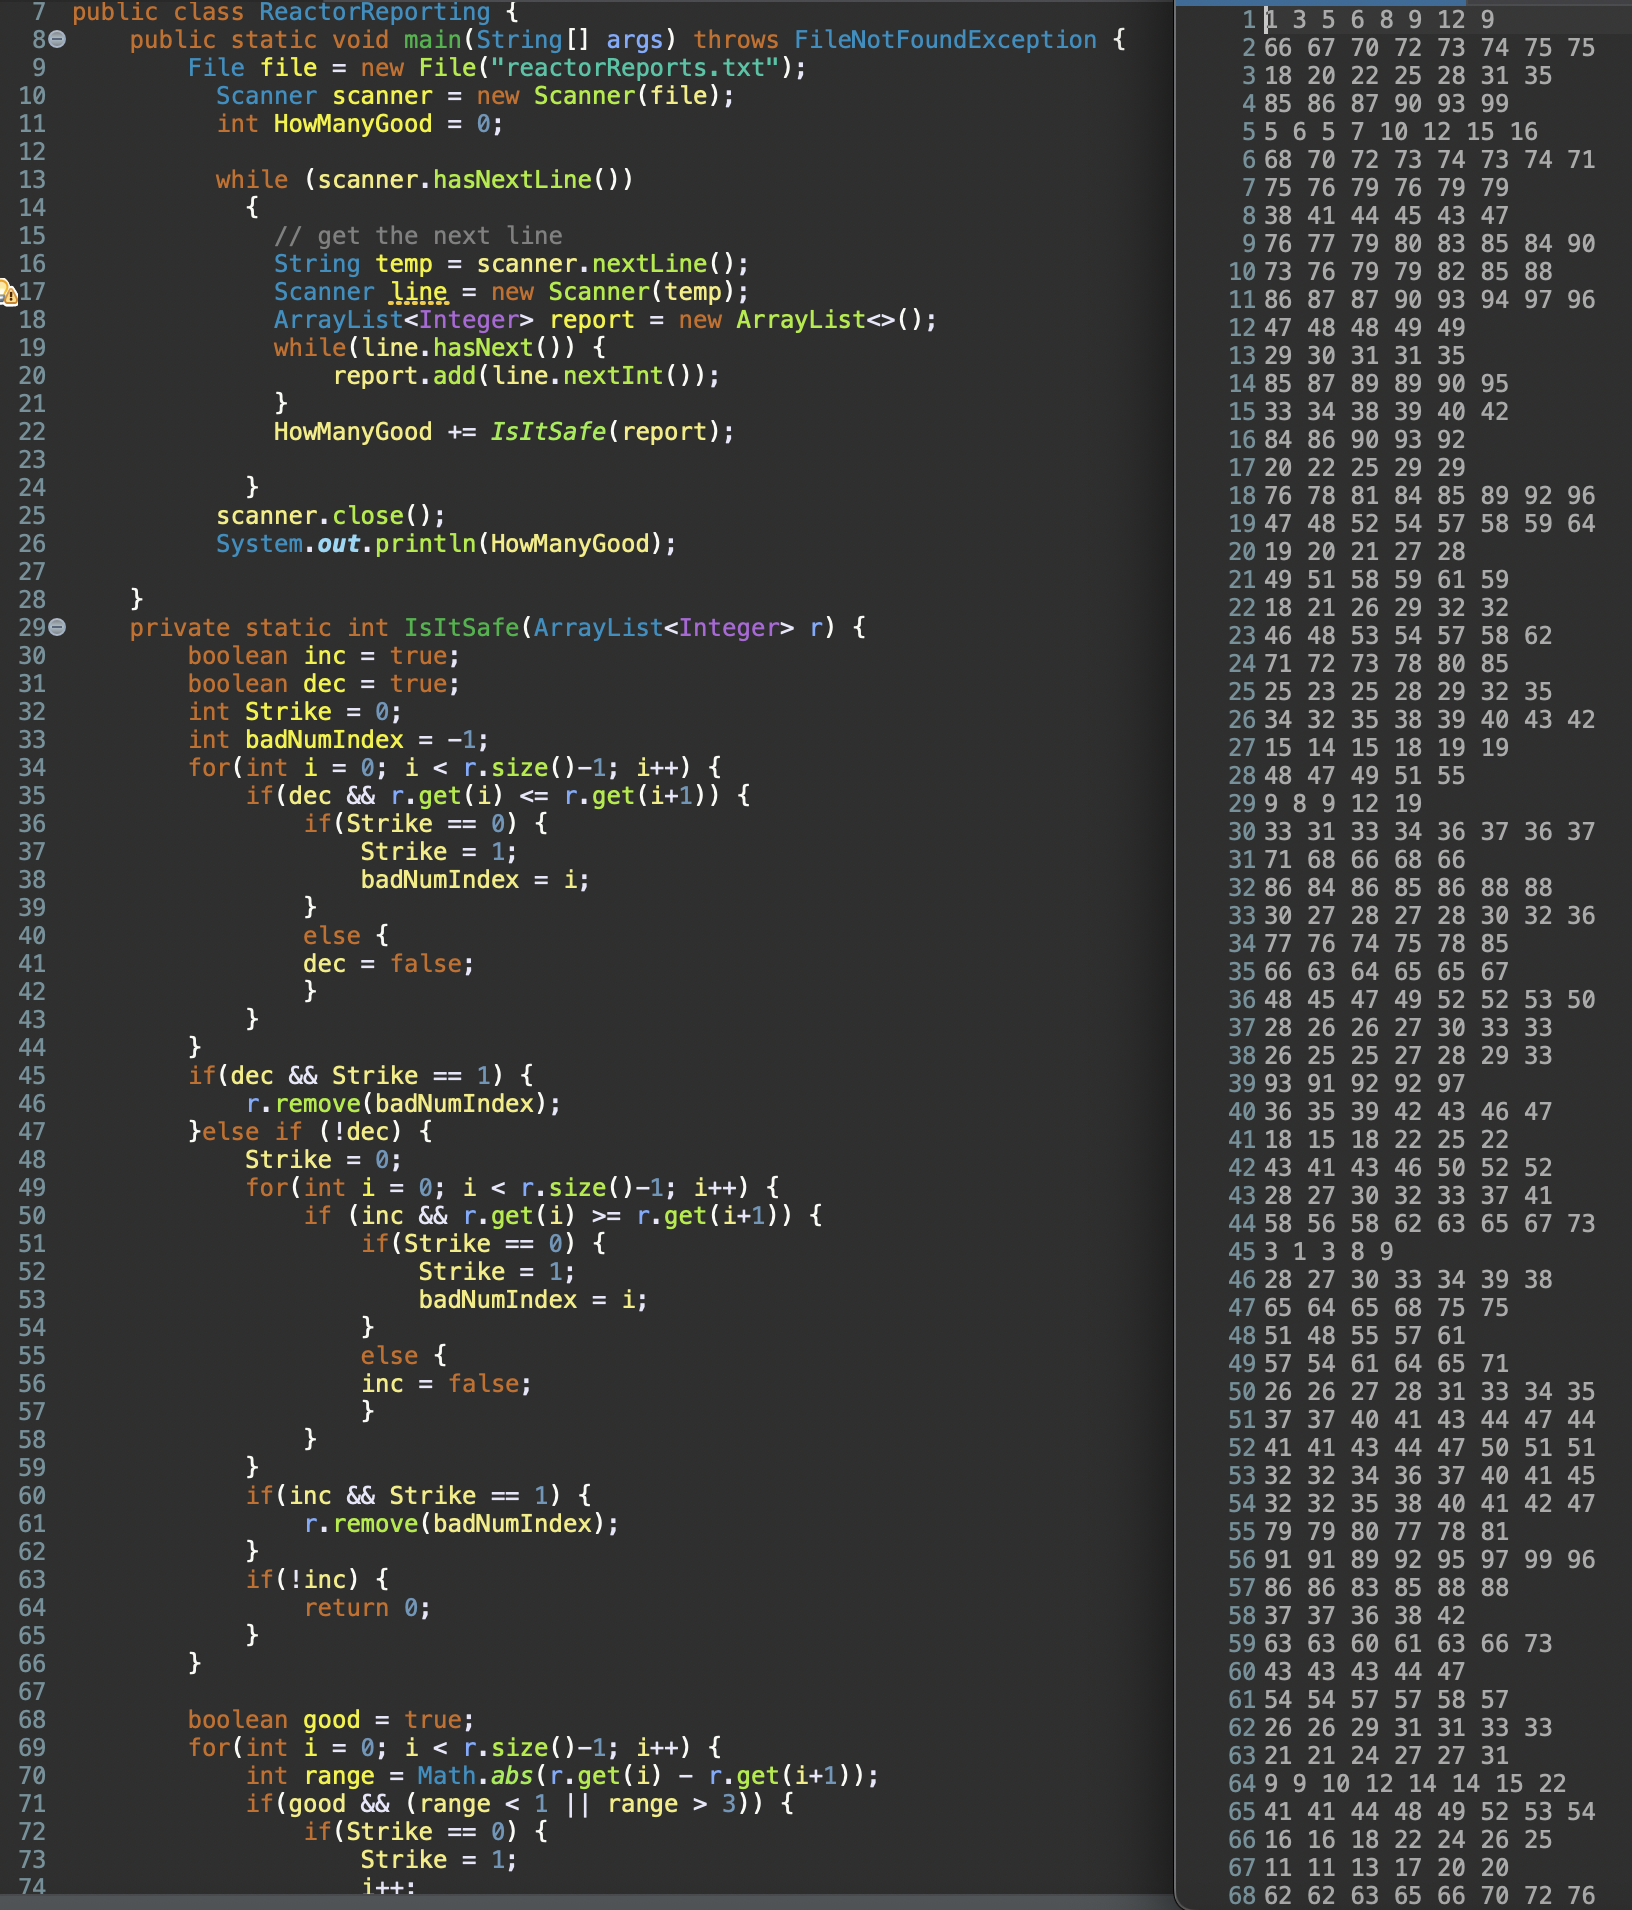 7 public class ReactorReporting {
8 public static void main(String[] args) throws FileNotFoundException {
9 File file = new File("reactorReports.txt");
10 Scanner scanner = new Scanner(file);
11 int HowManyGood = 0;
12
13 while (scanner.hasNextLine())
14 {
15 // get the next line
16 String temp = scanner.nextLine();
17 Scanner line = new Scanner(temp);
18 ArrayList<Integer> report = new ArrayList<>();
19 while(line.hasNext()) {
20 report.add(line.nextInt());
21 }
22 HowManyGood += IsItSafe(report);
23
24 }
25 scanner.close();
26 System.out.println(HowManyGood);
27
28 }
29 private static int IsItSafe(ArrayList<Integer> r) {
30 boolean inc = true;
31 boolean dec = true;
32 int Strike = 0;
33 int badNumIndex = -1;
34 for(int i = 0; i < r.size()-1; i++) {
35 if(dec && r.get(i) <= r.get(i+1)) {
36 if(Strike == 0) {
37 Strike = 1;
38 badNumIndex = i;
39 }
40 else {
41 dec = false;
42 }
43 }
44 }
45 if(dec && Strike == 1) {
46 r.remove(badNumIndex);
47 }else if (!dec) {
48 Strike = 0;
49 for(int i = 0; i < r.size()-1; i++) {
50 if (inc && r.get(i) >= r.get(i+1)) {
51 if(Strike == 0) {
52 Strike = 1;
53 badNumIndex = i;
54 }
55 else {
56 inc = false;
57 }
58 }
59 }
60 if(inc && Strike == 1) {
61 r.remove(badNumIndex);
62 }
63 if(!inc) {
64 return 0;
65 }
66 }
67
68 boolean good = true;
69 for(int i = 0; i < r.size()-1; i++) {
70 int range = Math.abs(r.get(i) - r.get(i+1));
71 if(good && (range < 1 || range > 3)) {
72 if(Strike == 0) {
73 Strike = 1;
74 i++;
1 1 3 5 6 8 9 12 9
2 66 67 70 72 73 74 75 75
3 18 20 22 25 28 31 35
4 85 86 87 90 93 99
5 5 6 5 7 10 12 15 16
6 68 70 72 73 74 73 74 71
7 75 76 79 76 79 79
8 38 41 44 45 43 47
9 76 77 79 80 83 85 84 90
10 73 76 79 79 82 85 88
11 86 87 87 90 93 94 97 96
12 47 48 48 49 49
13 29 30 31 31 35
14 85 87 89 89 90 95
15 33 34 38 39 40 42
16 84 86 90 93 92
17 20 22 25 29 29
18 76 78 81 84 85 89 92 96
19 47 48 52 54 57 58 59 64
20 19 20 21 27 28
21 49 51 58 59 61 59
22 18 21 26 29 32 32
23 46 48 53 54 57 58 62
24 71 72 73 78 80 85
25 25 23 25 28 29 32 35
26 34 32 35 38 39 40 43 42
27 15 14 15 18 19 19
28 48 47 49 51 55
29 9 8 9 12 19
30 33 31 33 34 36 37 36 37
31 71 68 66 68 66
32 86 84 86 85 86 88 88
33 30 27 28 27 28 30 32 36
34 77 76 74 75 78 85
35 66 63 64 65 65 67
36 48 45 47 49 52 52 53 50
37 28 26 26 27 30 33 33
38 26 25 25 27 28 29 33
39 93 91 92 92 97
40 36 35 39 42 43 46 47
41 18 15 18 22 25 22
42 43 41 43 46 50 52 52
43 28 27 30 32 33 37 41
44 58 56 58 62 63 65 67 73
45 3 1 3 8 9
46 28 27 30 33 34 39 38
47 65 64 65 68 75 75
48 51 48 55 57 61
49 57 54 61 64 65 71
50 26 26 27 28 31 33 34 35
51 37 37 40 41 43 44 47 44
52 41 41 43 44 47 50 51 51
53 32 32 34 36 37 40 41 45
54 32 32 35 38 40 41 42 47
55 79 79 80 77 78 81
56 91 91 89 92 95 97 99 96
57 86 86 83 85 88 88
58 37 37 36 38 42
59 63 63 60 61 63 66 73
60 43 43 43 44 47
61 54 54 57 57 58 57
62 26 26 29 31 31 33 33
63 21 21 24 27 27 31
64 9 9 10 12 14 14 15 22
65 41 41 44 48 49 52 53 54
66 16 16 18 22 24 26 25
67 11 11 13 17 20 20
68 62 62 63 65 66 70 72 76